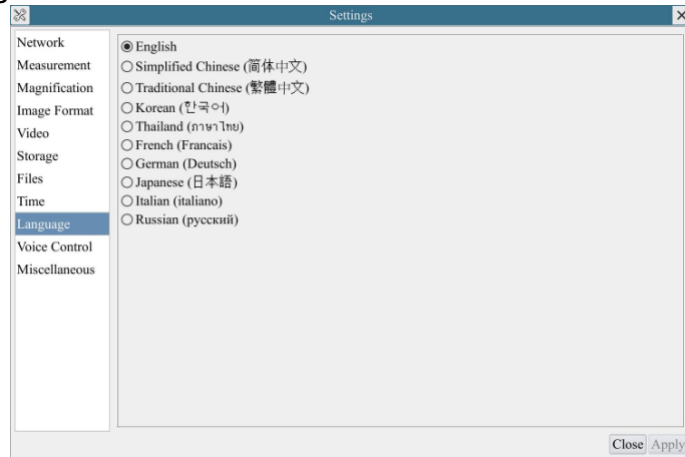 Settings
Network
Measurement
Magnification
Image Format
Video
Storage
Files
Time
Language
Voice Control
Miscellaneous
English
Simplified Chinese (简体中文)
Traditional Chinese (繁體中文)
Korean (한국어)
Thailand (ภาษาไทย)
French (Francais)
German (Deutsch)
Japanese (日本語)
Italian (italiano)
Russian (русский)
Close Apply